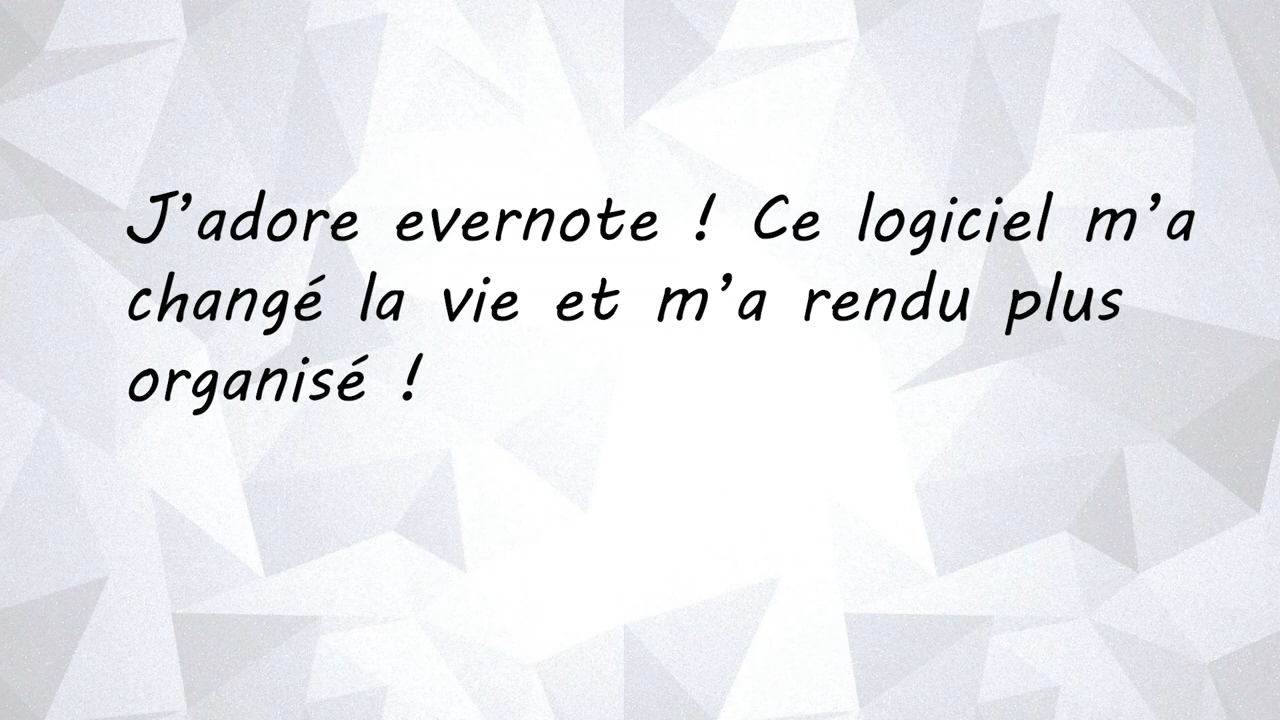 J’adore evernote ! Ce logiciel m’a
changé la vie et m’a rendu plus
organisé !